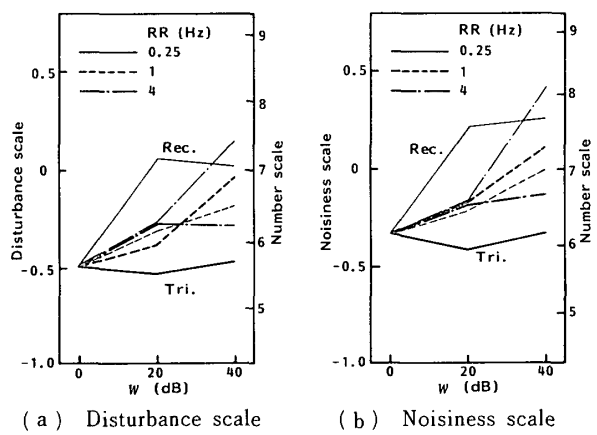 RR (Hz)
0.25
1
4
0.5
0
-0.5
-1.0
9
8
7
6
5
Disturbance scale
Number scale
Rec.
Tri.
0
20
40
W (dB)
(a) Disturbance scale
RR (Hz)
0.25
1
4
0.5
0
-0.5
-1.0
9
8
7
6
5
Noisiness scale
Number scale
Rec.
Tri.
0
20
40
W (dB)
(b) Noisiness scale